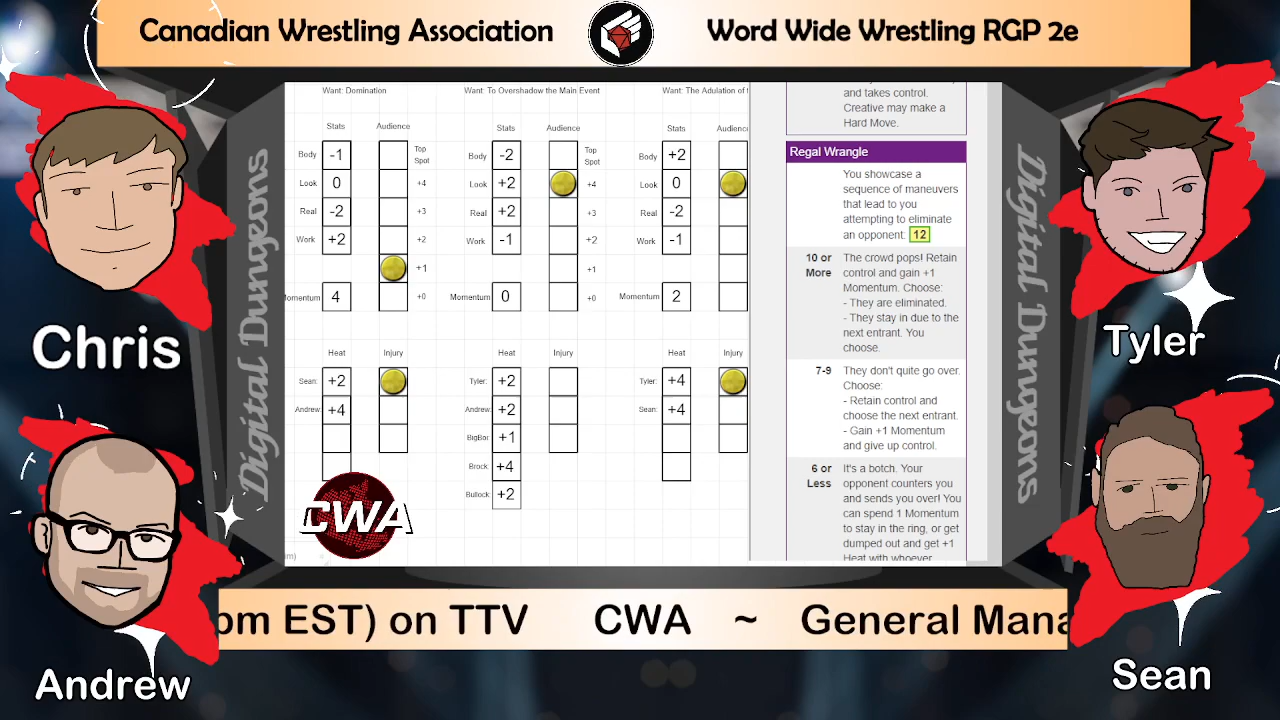 Canadian Wrestling Association
Word Wide Wrestling RGP 2e
Want: Domination
Want: To Overshadow the Main Event
Want: The Adulation of
Stats Audience
Body -1 Top Spot
Look 0 +4
Real -2 +3
Work +2 +2
+1
Momentum 4 +0
Heat Injury
Sean: +2
Andrew: +4
Stats Audience
Body -2 Top Spot
Look +2 +4
Real +2 +3
Work -1 +2
+1
Momentum 0 +0
Heat Injury
Tyler: +2
Andrew: +2
BigBoi: +1
Brock: +4
Bullock: +2
Stats Audienc
Body +2
Look 0
Real -2
Work -1
Momentum 2
Heat Injury
Tyler: +4
Sean: +4
and takes control.
Creative may make a
Hard Move.
Regal Wrangle
You showcase a
sequence of maneuvers
that lead to you
attempting to eliminate
an opponent: 12
10 or More
The crowd pops! Retain
control and gain +1
Momentum. Choose:
- They are eliminated.
- They stay in due to the
next entrant. You
choose.
7-9
They don't quite go over.
Choose:
- Retain control and
choose the next entrant.
- Gain +1 Momentum
and give up control.
6 or Less
It's a botch. Your
opponent counters you
and sends you over! You
can spend 1 Momentum
to stay in the ring, or get
dumped out and get +1
Heat with whoever
CWA
Digital Dungeons
Digital Dungeons
Chris
Tyler
Andrew
Sean
pm EST) on TTV CWA ~ General Mana